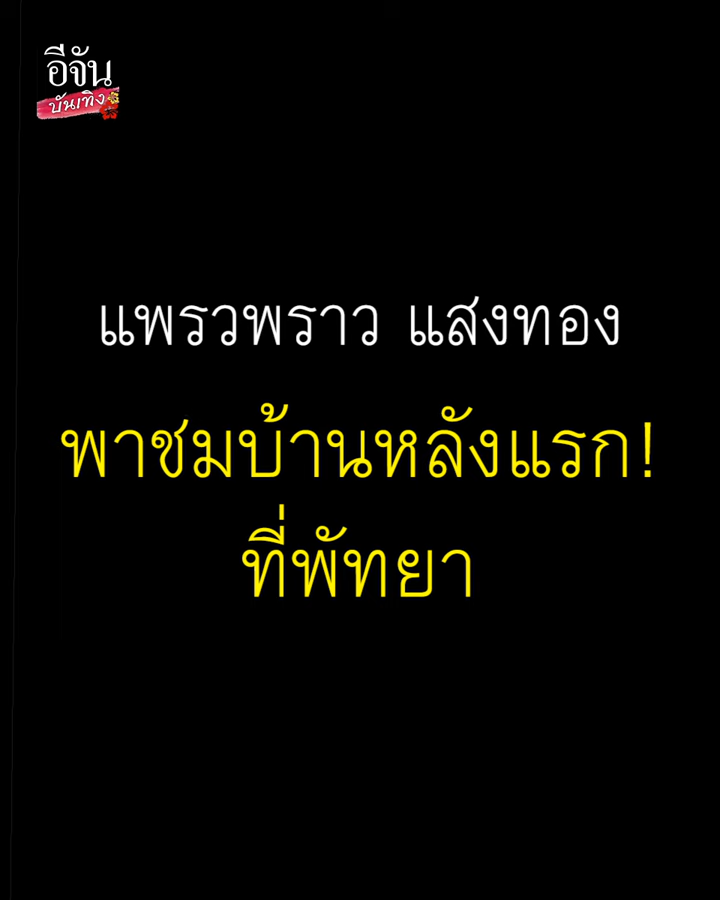 อีจัน
บันเทิง
แพรวพราว แสงทอง
พาชมบ้านหลังแรก!
ที่พัทยา